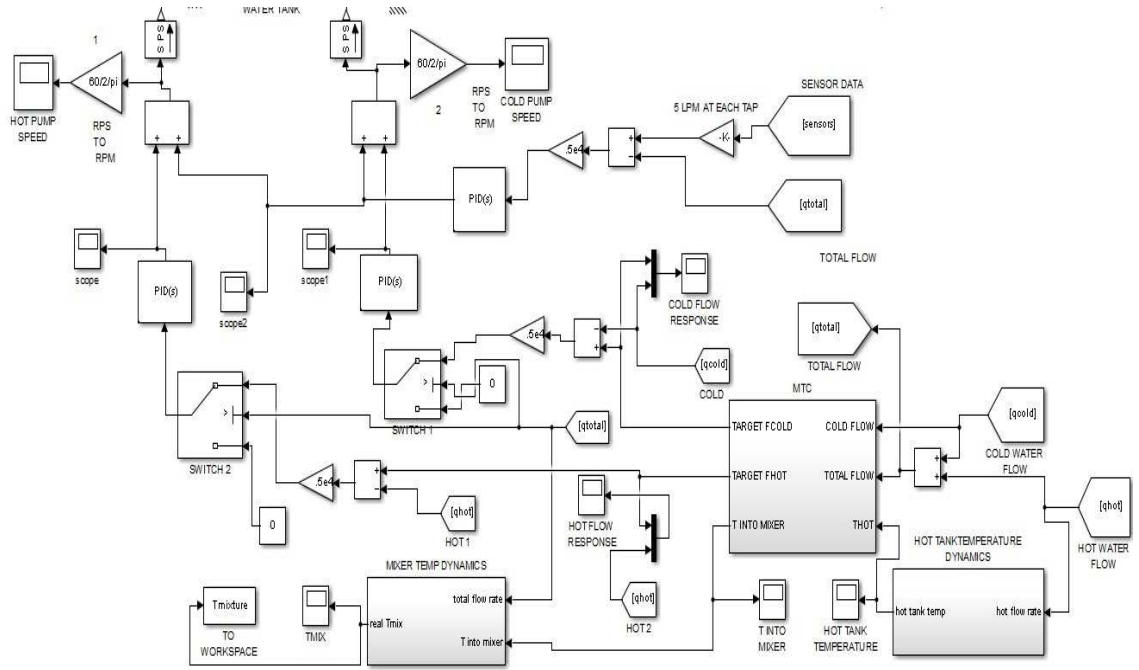 WATER TANK
1
S PS
S PS
60/2/pi
60/2/pi
HOT PUMP
SPEED
RPS
TO
RPM
2
RPS
TO
RPM
COLD PUMP
SPEED
SENSOR DATA
5 LPM AT EACH TAP
[sensors]
-K-
.5e4
+
+
+
+
+
−
PID(s)
[qtotal]
TOTAL FLOW
scope
scope1
PID(s)
PID(s)
scope2
COLD FLOW
RESPONSE
[qtotal]
TOTAL FLOW
.5e4
−
+
[qcold]
COLD
0
>
SWITCH 1
MTC
[qcold]
COLD WATER
FLOW
TARGET FCOLD
COLD FLOW
>
SWITCH 2
[qtotal]
TARGET FHOT
TOTAL FLOW
+
+
.5e4
+
−
[qhot]
HOT 1
0
HOT FLOW
RESPONSE
T INTO MIXER
THOT
[qhot]
HOT WATER
FLOW
HOT TANKTEMPERATURE
DYNAMICS
MIXER TEMP DYNAMICS
[qhot]
HOT 2
Tmixture
TO
WORKSPACE
TMIX
total flow rate
real Tmix
T into mixer
T INTO
MIXER
HOT TANK
TEMPERATURE
hot tank temp
hot flow rate